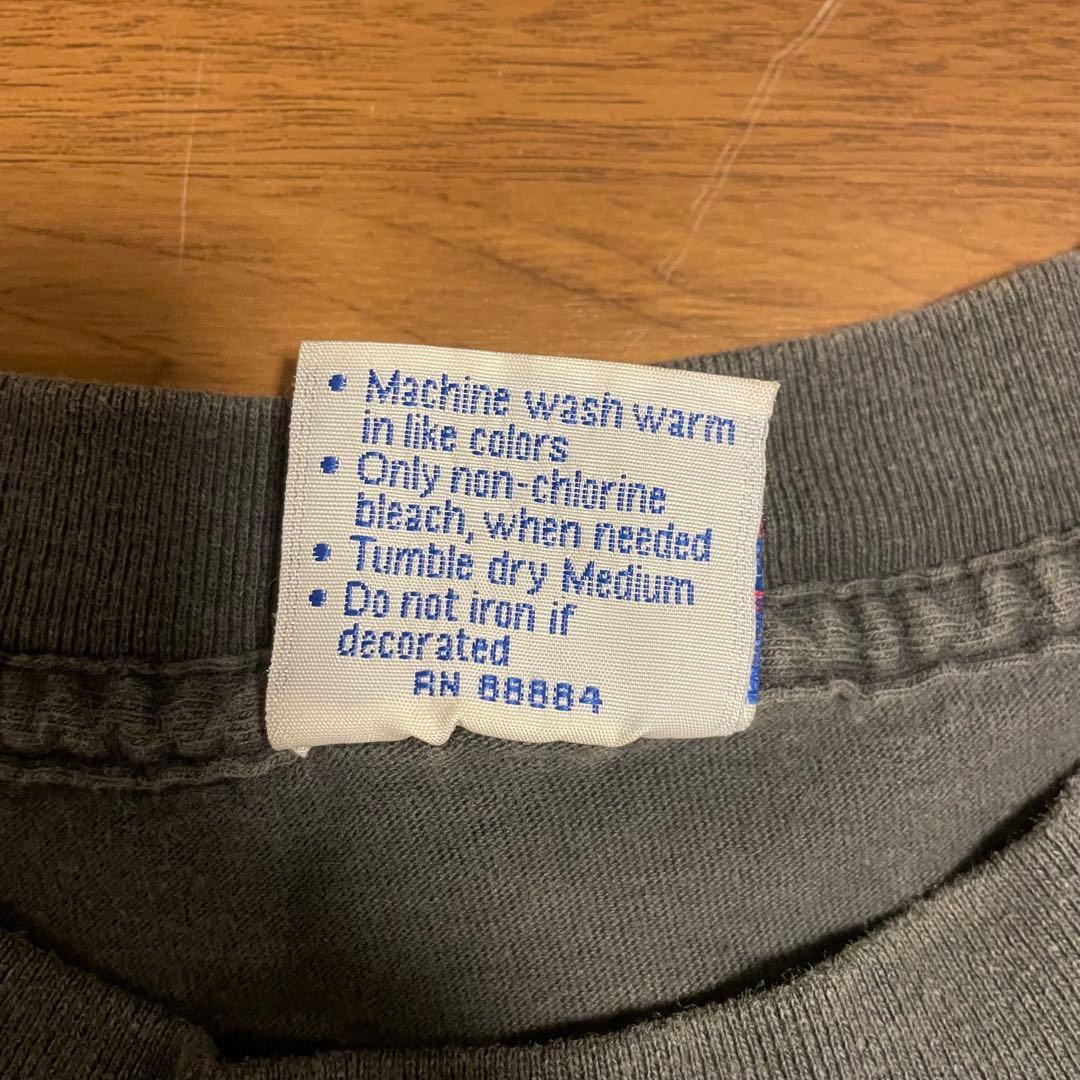 • Machine wash warm
in like colors
• Only non-chlorine
bleach, when needed
• Tumble dry Medium
• Do not iron if
decorated
RN 88884